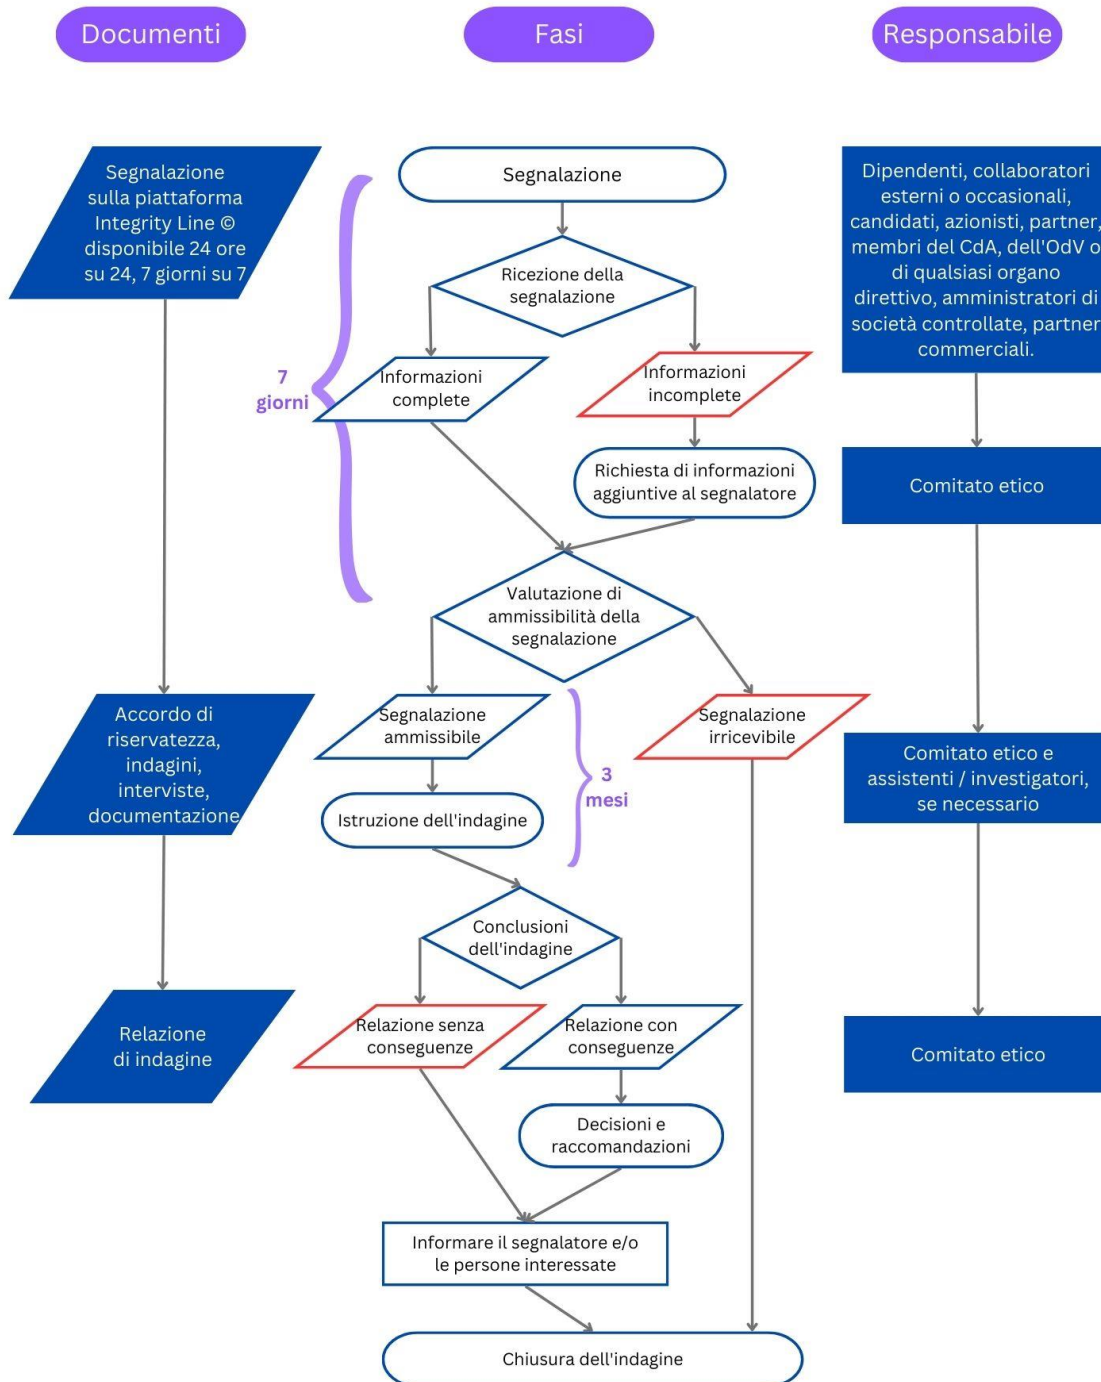 Documenti
Fasi
Responsabile
Segnalazione
sulla piattaforma
Integrity Line ©
disponibile 24 ore
su 24, 7 giorni su 7
Segnalazione
Dipendenti, collaboratori
esterni o occasionali,
candidati, azionisti, partner,
membri del CdA, dell'OdV o
di qualsiasi organo
direttivo, amministratori di
società controllate, partner
commerciali.
Ricezione della
segnalazione
7
giorni
Informazioni
complete
Informazioni
incomplete
Richiesta di informazioni
aggiuntive al segnalatore
Comitato etico
Valutazione di
ammissibilità della
segnalazione
Accordo di
riservatezza,
indagini,
interviste,
documentazione
Segnalazione
ammissibile
3
mesi
Segnalazione
irricevibile
Comitato etico e
assistenti / investigatori,
se necessario
Istruzione dell'indagine
Conclusioni
dell'indagine
Relazione
di indagine
Relazione senza
conseguenze
Relazione con
conseguenze
Comitato etico
Decisioni e
raccomandazioni
Informare il segnalatore e/o
le persone interessate
Chiusura dell'indagine